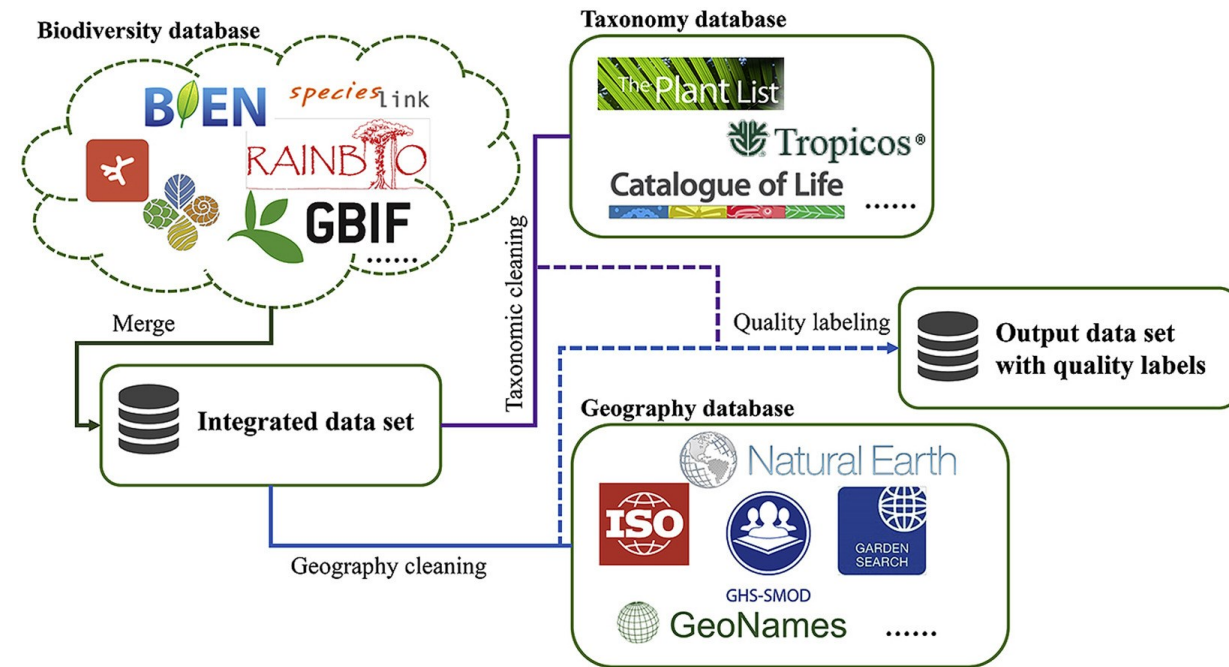 Biodiversity database
BIEN
species link
RAINBIO
GBIF
......
Taxonomy database
The Plant List
Tropicos®
Catalogue of Life
......
Merge
Integrated data set
Taxonomic cleaning
Quality labeling
Output data set
with quality labels
Geography cleaning
Geography database
Natural Earth
ISO
GHS-SMOD
GARDEN
SEARCH
GeoNames
......